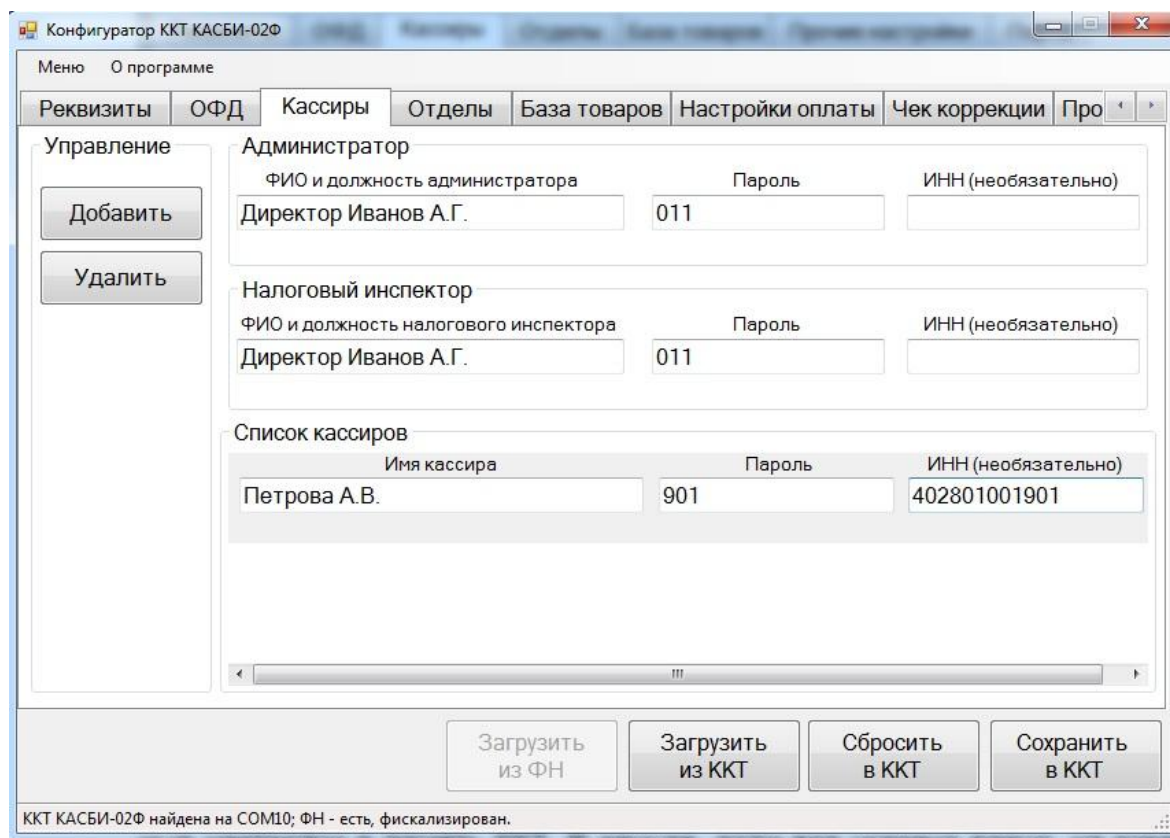 Конфигуратор ККТ КАСБИ-02Ф
Меню О программе
Реквизиты ОФД Кассиры Отделы База товаров Настройки оплаты Чек коррекции Про
Управление
Добавить
Удалить
Администратор
ФИО и должность администратора Пароль ИНН (необязательно)
Директор Иванов А.Г. 011
Налоговый инспектор
ФИО и должность налогового инспектора Пароль ИНН (необязательно)
Директор Иванов А.Г. 011
Список кассиров
Имя кассира Пароль ИНН (необязательно)
Петрова А.В. 901 402801001901
Загрузить из ФН
Загрузить из ККТ
Сбросить в ККТ
Сохранить в ККТ
ККТ КАСБИ-02Ф найдена на COM10; ФН - есть, фискализирован.